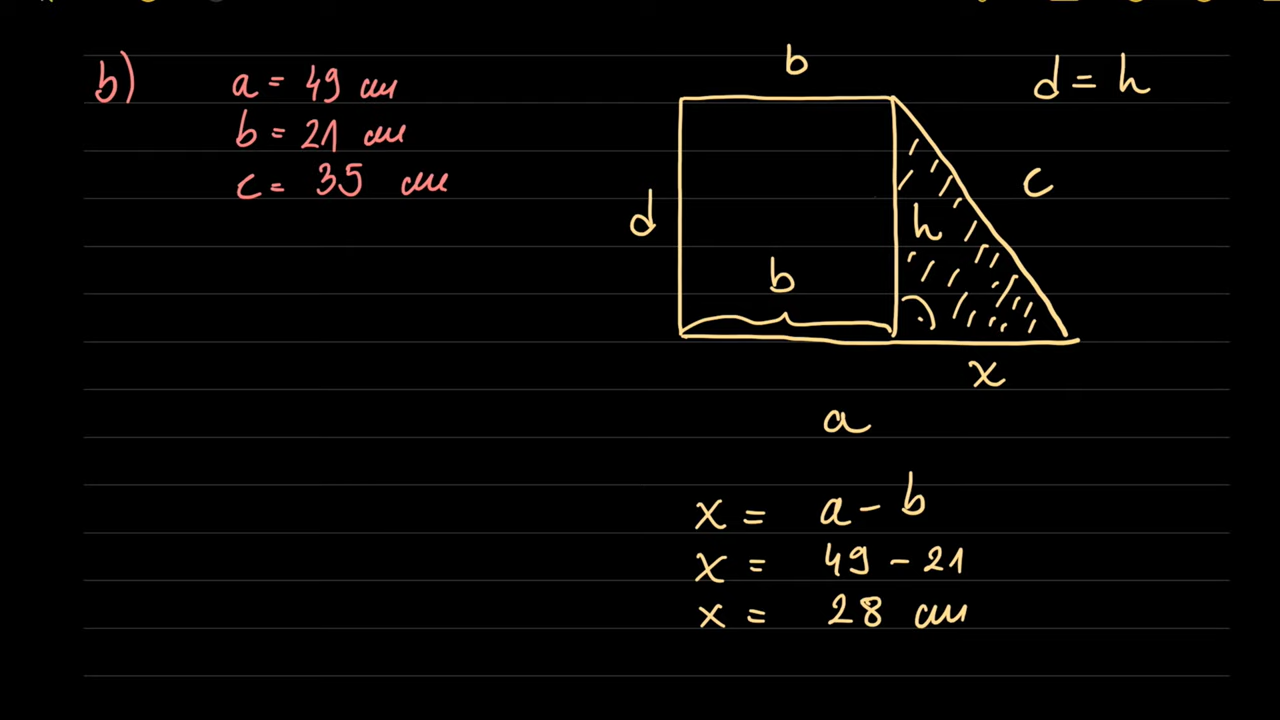 b)
a = 49 cm
b = 21 cm
c = 35 cm
b
d = h
c
d
h
b
x
a
x = a - b
x = 49 - 21
x = 28 cm